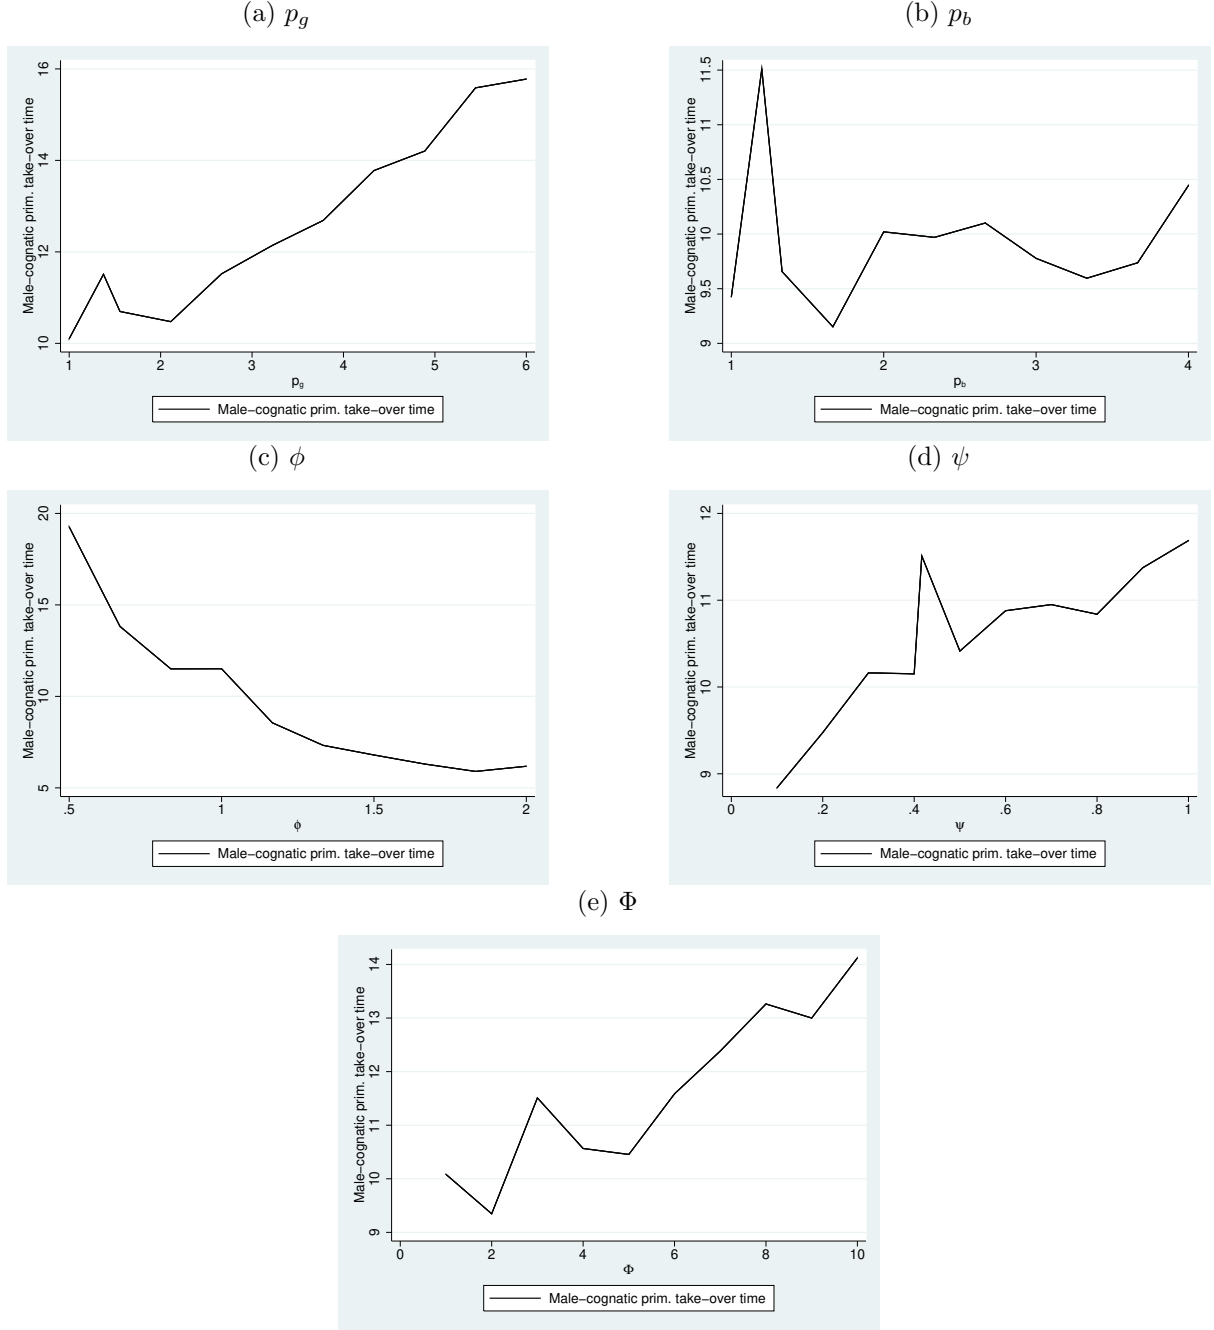 (a) p_g
Male−cognatic prim. take−over time
16
14
12
10
1 2 3 4 5 6
p_g
Male−cognatic prim. take−over time
(b) p_b
Male−cognatic prim. take−over time
11.5
11
10.5
10
9.5
9
1 2 3 4
p_b
Male−cognatic prim. take−over time
(c) ϕ
Male−cognatic prim. take−over time
20
15
10
5
.5 1 1.5 2
ϕ
Male−cognatic prim. take−over time
(d) ψ
Male−cognatic prim. take−over time
12
11
10
9
0 .2 .4 .6 .8 1
ψ
Male−cognatic prim. take−over time
(e) Φ
Male−cognatic prim. take−over time
14
13
12
11
10
9
0 2 4 6 8 10
Φ
Male−cognatic prim. take−over time